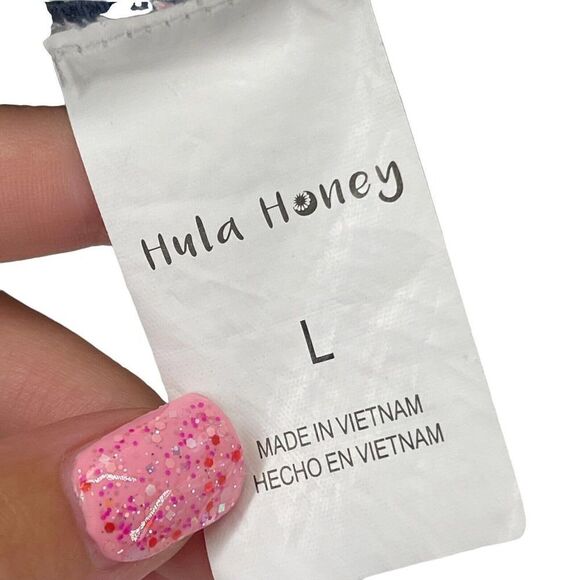 Hula Honey
L
MADE IN VIETNAM
HECHO EN VIETNAM